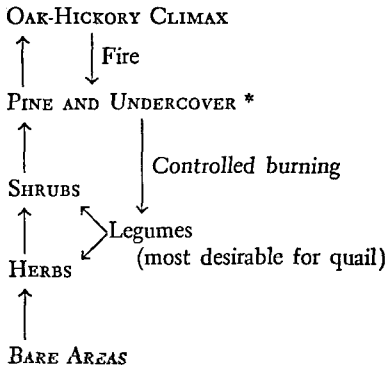 OAK-HICKORY CLIMAX
Fire
PINE AND UNDERCOVER *
Controlled burning
SHRUBS
Legumes
(most desirable for quail)
HERBS
BARE AREAS